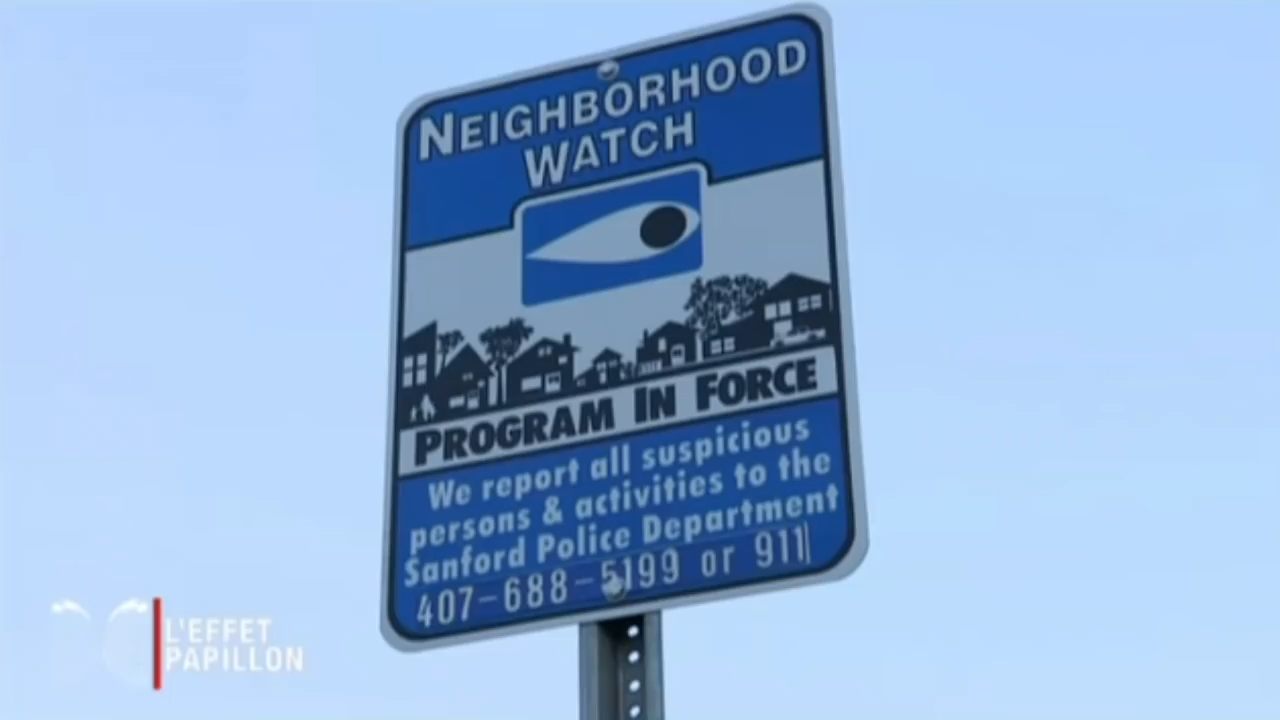 NEIGHBORHOOD
WATCH
PROGRAM IN FORCE
We report all suspicious
persons & activities to the
Sanford Police Department
407-688-5199 or 911
L'EFFET
PAPILLON